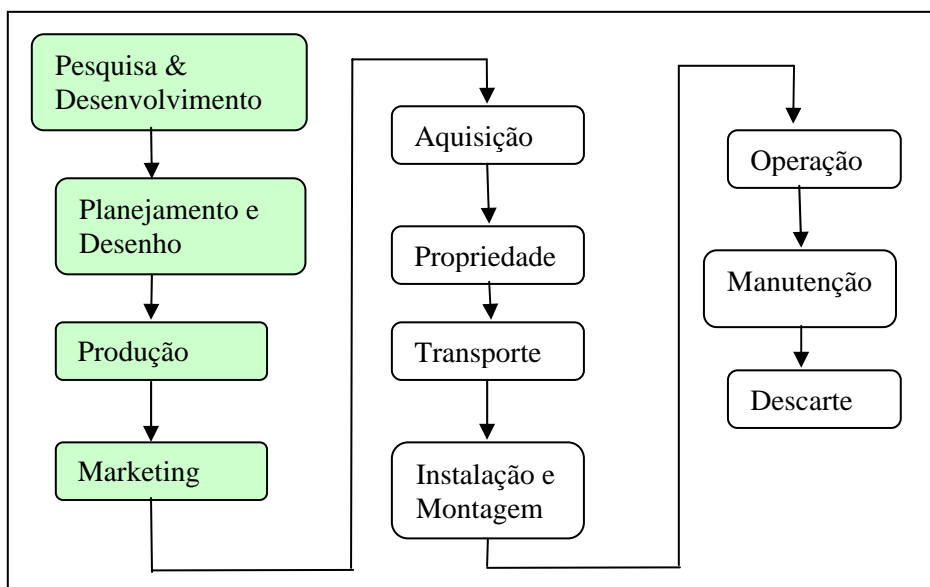 Pesquisa &
Desenvolvimento
Planejamento e
Desenho
Produção
Marketing
Aquisição
Propriedade
Transporte
Instalação e
Montagem
Operação
Manutenção
Descarte